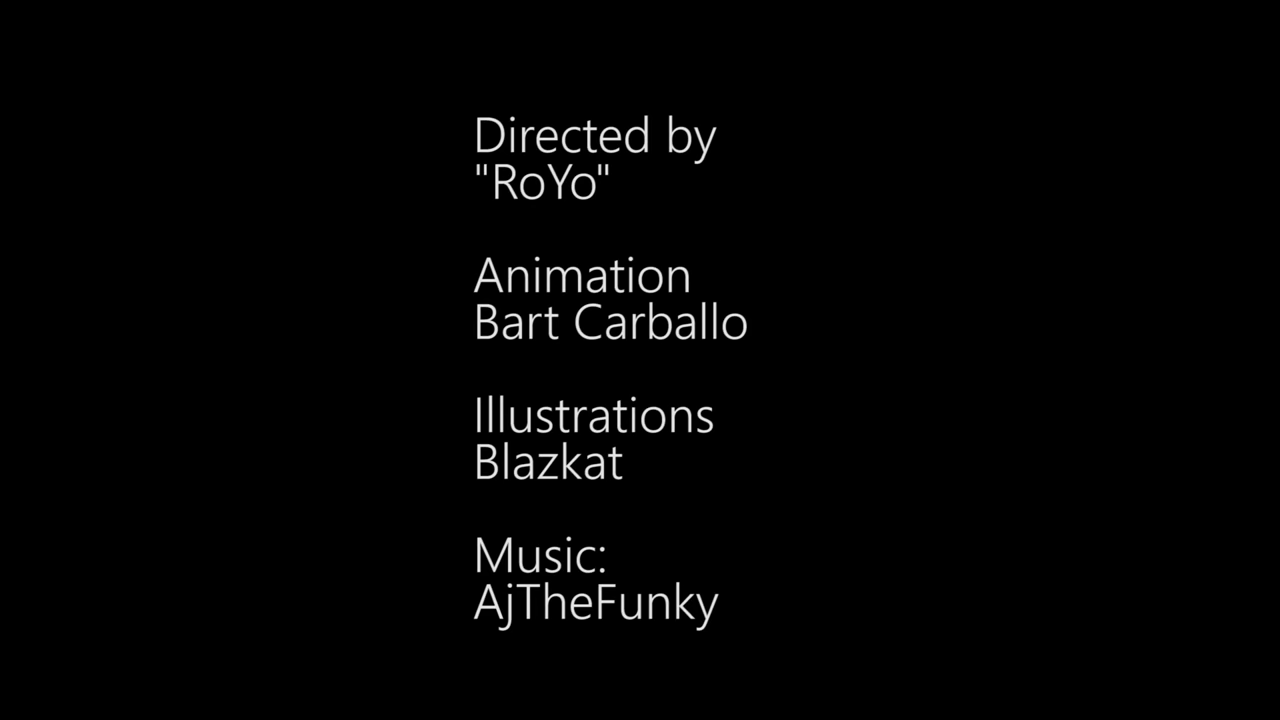 Directed by
"RoYo"
Animation
Bart Carballo
Illustrations
Blazkat
Music:
AjTheFunky